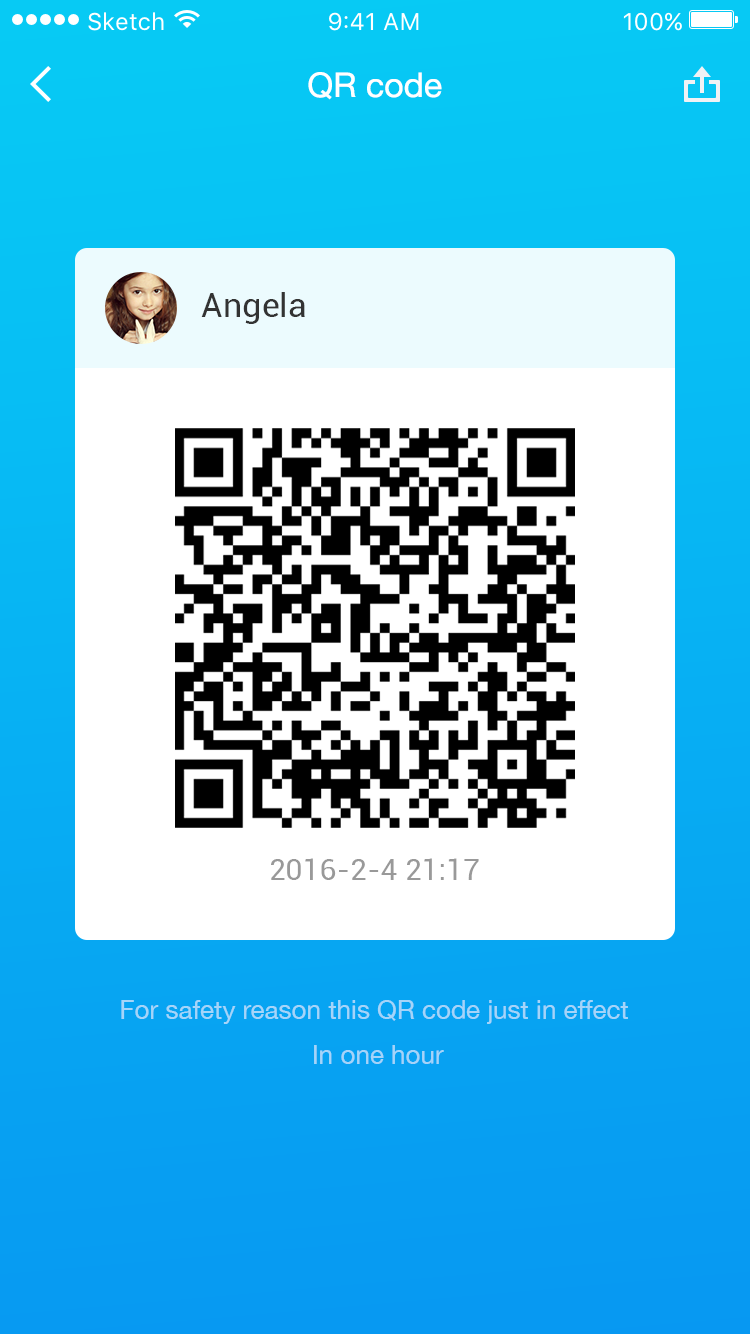 Sketch 9:41 AM 100%
QR code
Angela
2016-2-4 21:17
For safety reason this QR code just in effect
In one hour